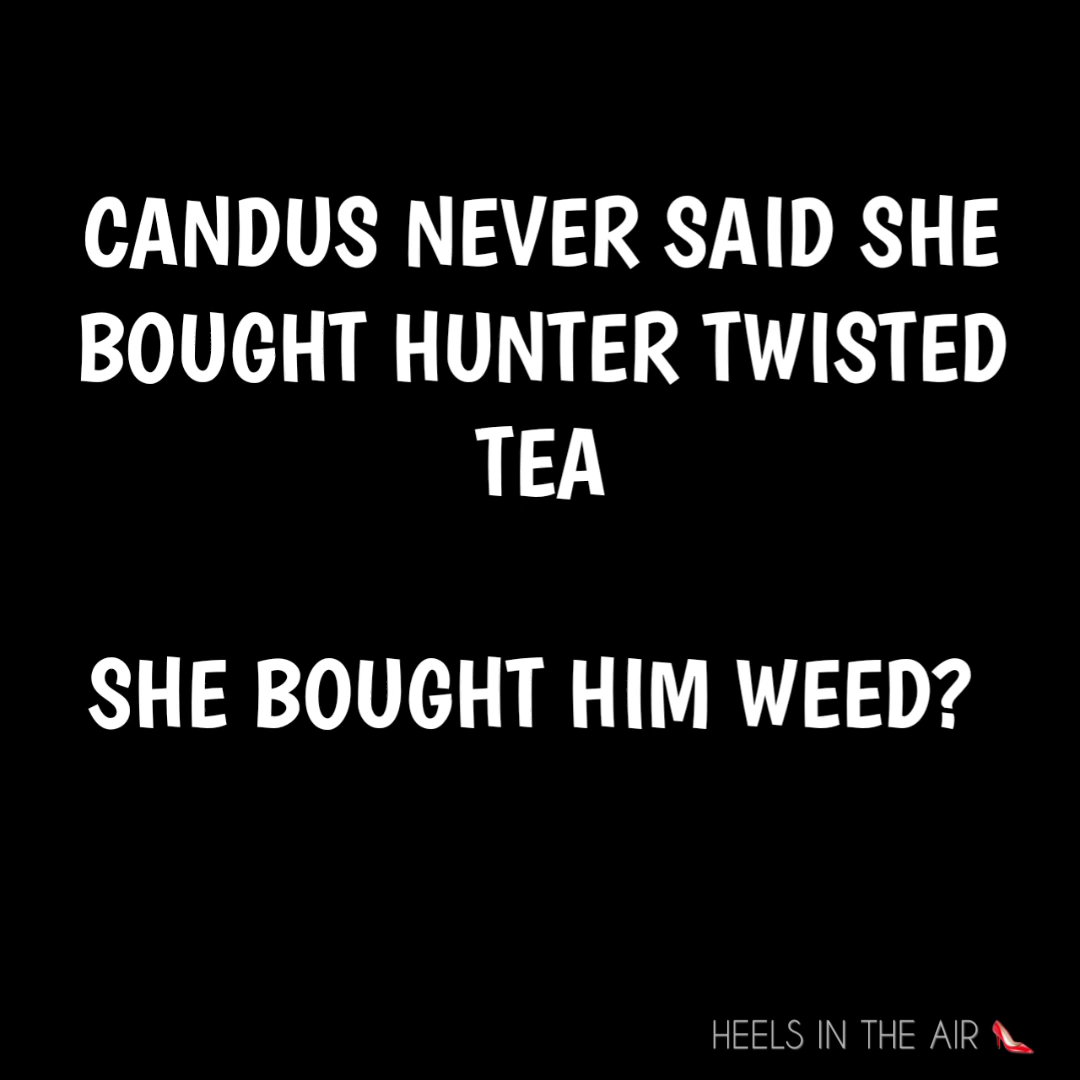 CANDUS NEVER SAID SHE
BOUGHT HUNTER TWISTED
TEA
SHE BOUGHT HIM WEED?
HEELS IN THE AIR 👠